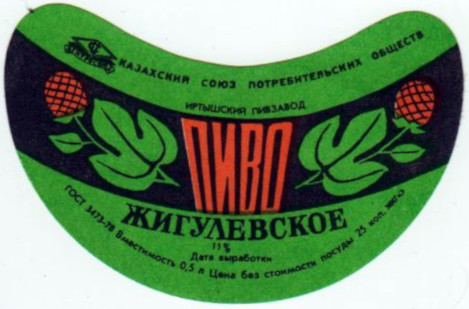 КАЗАХСКИЙ СОЮЗ ПОТРЕБИТЕЛЬСКИХ ОБЩЕСТВ
ИРТЫШСКИЙ ПИВЗАВОД
ПИВО
ЖИГУЛЕВСКОЕ
11%
Дата выработки
ГОСТ 3473-78 Вместимость 0,5 л Цена без стоимости посуды 25 коп.